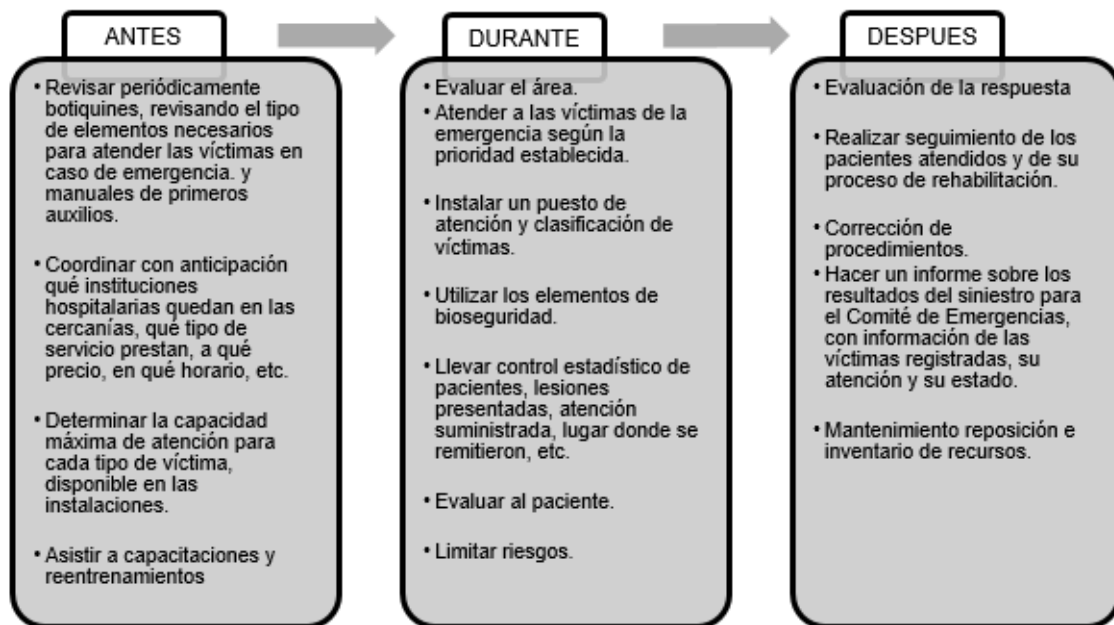 ANTES
• Revisar periódicamente
botiquines, revisando el tipo
de elementos necesarios
para atender las víctimas en
caso de emergencia. y
manuales de primeros
auxilios.
• Coordinar con anticipación
qué instituciones
hospitalarias quedan en las
cercanías, qué tipo de
servicio prestan, a qué
precio, en qué horario, etc.
• Determinar la capacidad
máxima de atención para
cada tipo de víctima,
disponible en las
instalaciones.
• Asistir a capacitaciones y
reentrenamientos
DURANTE
• Evaluar el área.
• Atender a las víctimas de la
emergencia según la
prioridad establecida.
• Instalar un puesto de
atención y clasificación de
víctimas.
• Utilizar los elementos de
bioseguridad.
• Llevar control estadístico de
pacientes, lesiones
presentadas, atención
suministrada, lugar donde se
remitieron, etc.
• Evaluar al paciente.
• Limitar riesgos.
DESPUES
• Evaluación de la respuesta
• Realizar seguimiento de los
pacientes atendidos y de su
proceso de rehabilitación.
• Corrección de
procedimientos.
• Hacer un informe sobre los
resultados del siniestro para
el Comité de Emergencias,
con información de las
víctimas registradas, su
atención y su estado.
• Mantenimiento reposición e
inventario de recursos.